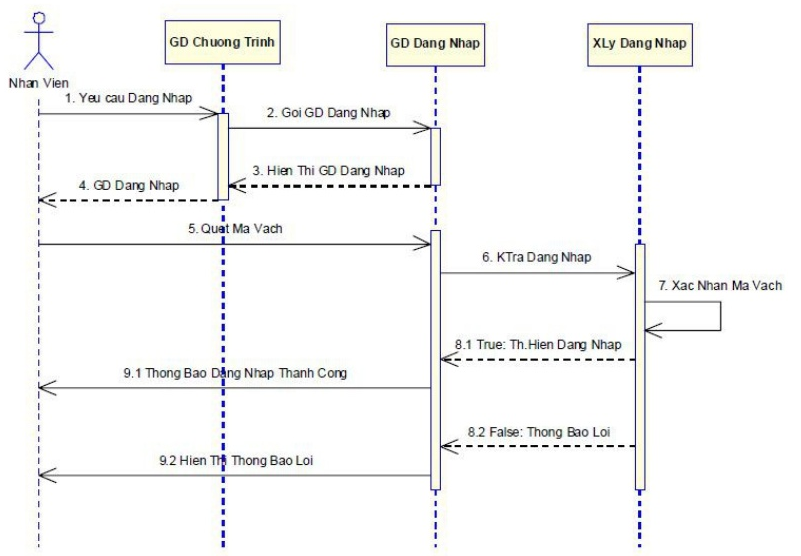 GD Chuong Trinh
GD Dang Nhap
XLy Dang Nhap
Nhan Vien
1. Yeu cau Dang Nhap
2. Goi GD Dang Nhap
3. Hien Thi GD Dang Nhap
4. GD Dang Nhap
5. Quet Ma Vach
6. KTra Dang Nhap
7. Xac Nhan Ma Vach
8.1 True: Th.Hien Dang Nhap
9.1 Thong Bao Dang Nhap Thanh Cong
8.2 False: Thong Bao Loi
9.2 Hien Thi Thong Bao Loi